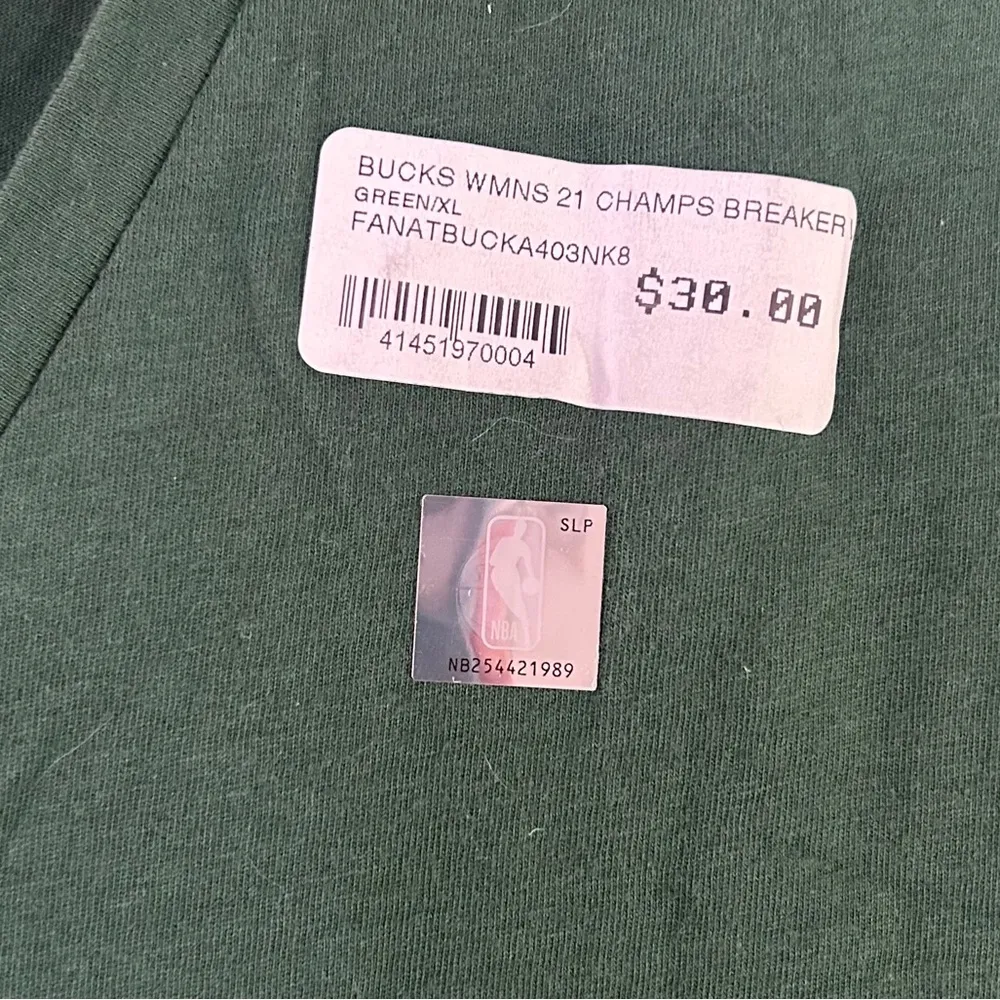 BUCKS WMNS 21 CHAMPS BREAKER
GREEN/XL
FANATBUCKA403NK8
$30.00
41451970004
SLP
NBA
NB254421989